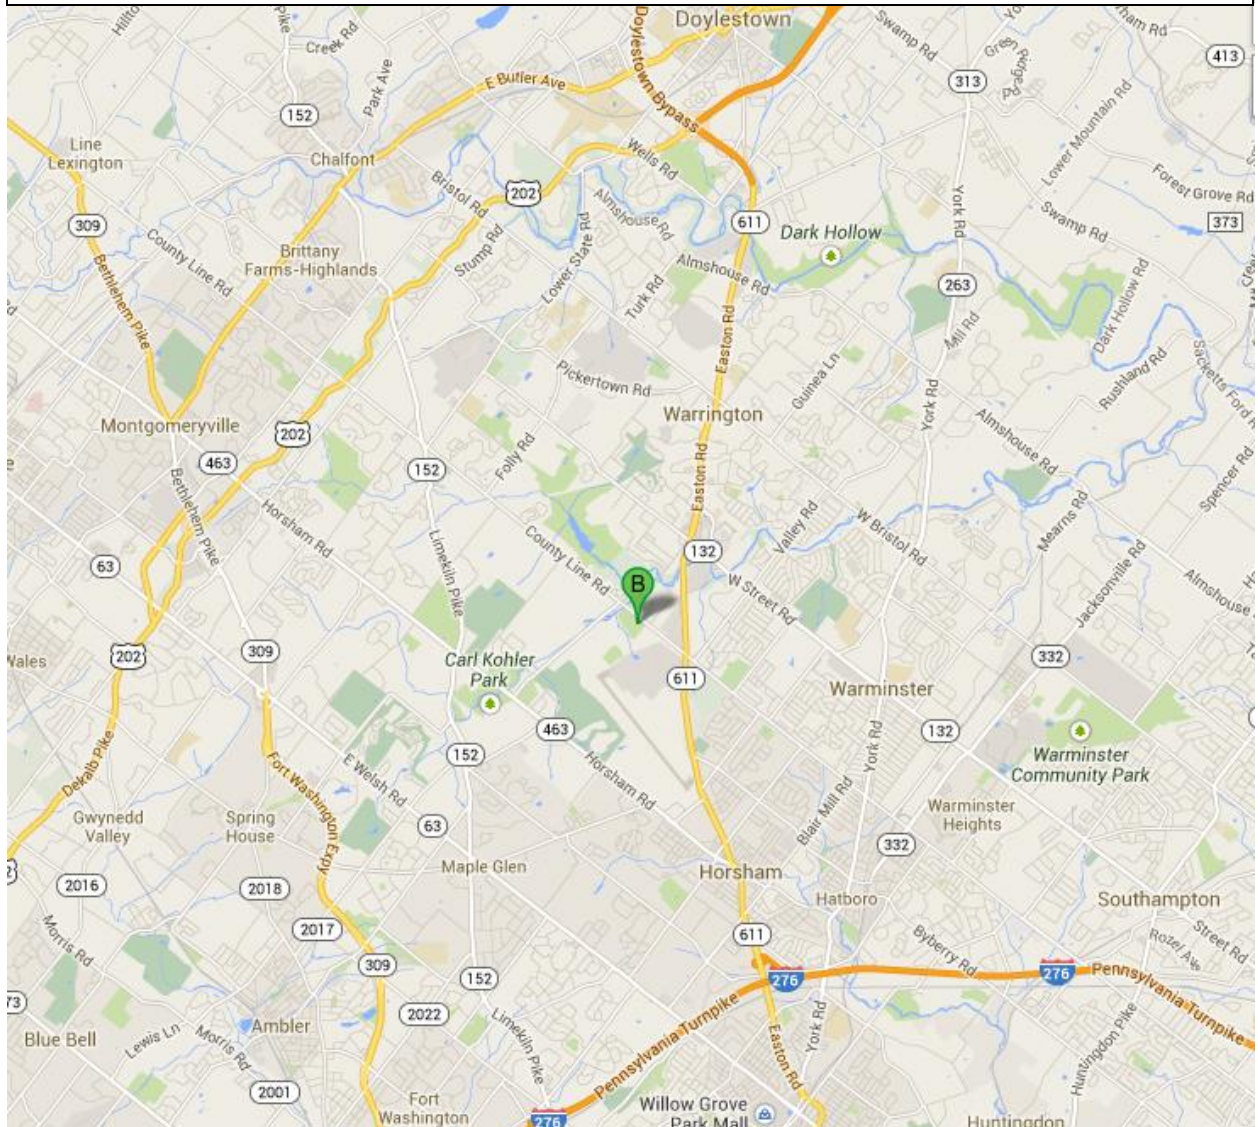 Doylestown
Pike
Creek Rd
Park Ave
Swamp Rd
Green Ridge Rd
413
E Butler Ave
Doylestown Bypass
313
152
Line
Lexington
Chalfont
Wells Rd
Lower Mountain Rd
Bristol Rd
202
Almshouse Rd
York Rd
Forest Grove Rd
309
County Line Rd
Lower State Rd
611
Dark Hollow
Swamp Rd
373
Brittany
Farms-Highlands
Stump Rd
Almshouse Rd
Turk Rd
263
Bethlehem Pike
Easton Rd
Mill Rd
Dark Hollow Rd
Pickertown Rd
Guinea Ln
Rushland Rd
Sacketts Ford R
Montgomeryville
Warrington
York Rd
Almshouse Rd
202
463
152
Folly Rd
Easton Rd
Spencer Rd
Bethlehem Pike
Horsham Rd
Valley Rd
W Bristol Rd
Mearns Rd
63
Limekiln Pike
County Line Rd
132
Jacksonville Rd
B
W Street Rd
Almshouse
202
309
Carl Kohler
Park
611
332
Warminster
463
132
Warminster
Community Park
152
York Rd
Dekalb Pike
Fort Washington Expy
E Welsh Rd
Horsham Rd
Blair Mill Rd
Warminster
Heights
Gwynedd
Valley
Spring
House
63
332
Maple Glen
Horsham
2016
2018
Hatboro
Southampton
Morris Rd
2017
611
Byberry Rd
Street Rd
309
152
276
276
Pennsylvania Turnpike
Blue Bell
Lewis Ln
Ambler
Morris Rd
2022
Limekiln Pike
Pennsylvania Turnpike
Easton Rd
York Rd
Huntingdon Pike
2001
Fort
Washington
276
Willow Grove
Park Mall
Huntingdon